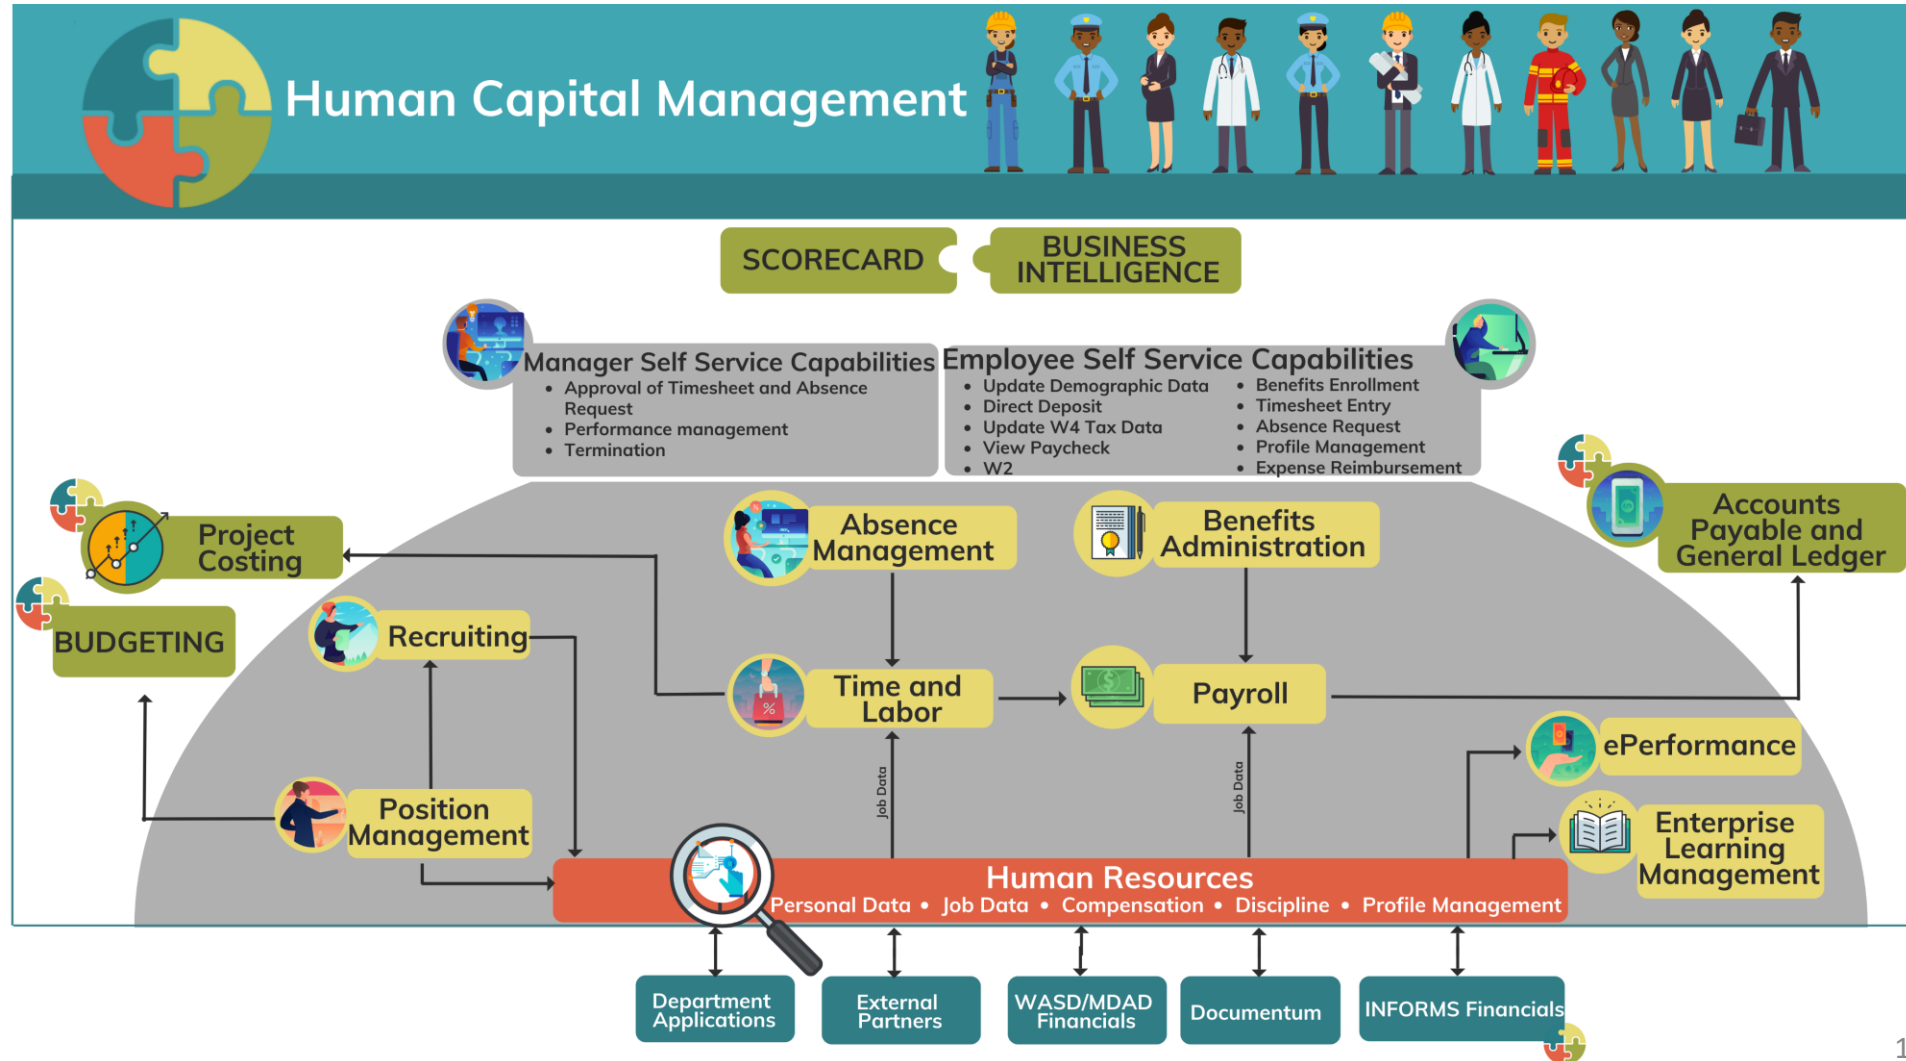 Human Capital Management
SCORECARD
BUSINESS
INTELLIGENCE
Manager Self Service Capabilities
• Approval of Timesheet and Absence
Request
• Performance management
• Termination
Employee Self Service Capabilities
• Update Demographic Data
• Direct Deposit
• Update W4 Tax Data
• View Paycheck
• W2
• Benefits Enrollment
• Timesheet Entry
• Absence Request
• Profile Management
• Expense Reimbursement
Project
Costing
BUDGETING
Absence
Management
Benefits
Administration
Accounts
Payable and
General Ledger
Recruiting
Time and
Labor
%
Payroll
$
ePerformance
Position
Management
Job Data
Job Data
Enterprise
Learning
Management
Human Resources
Personal Data • Job Data • Compensation • Discipline • Profile Management
Department
Applications
External
Partners
WASD/MDAD
Financials
Documentum
INFORMS Financials
1